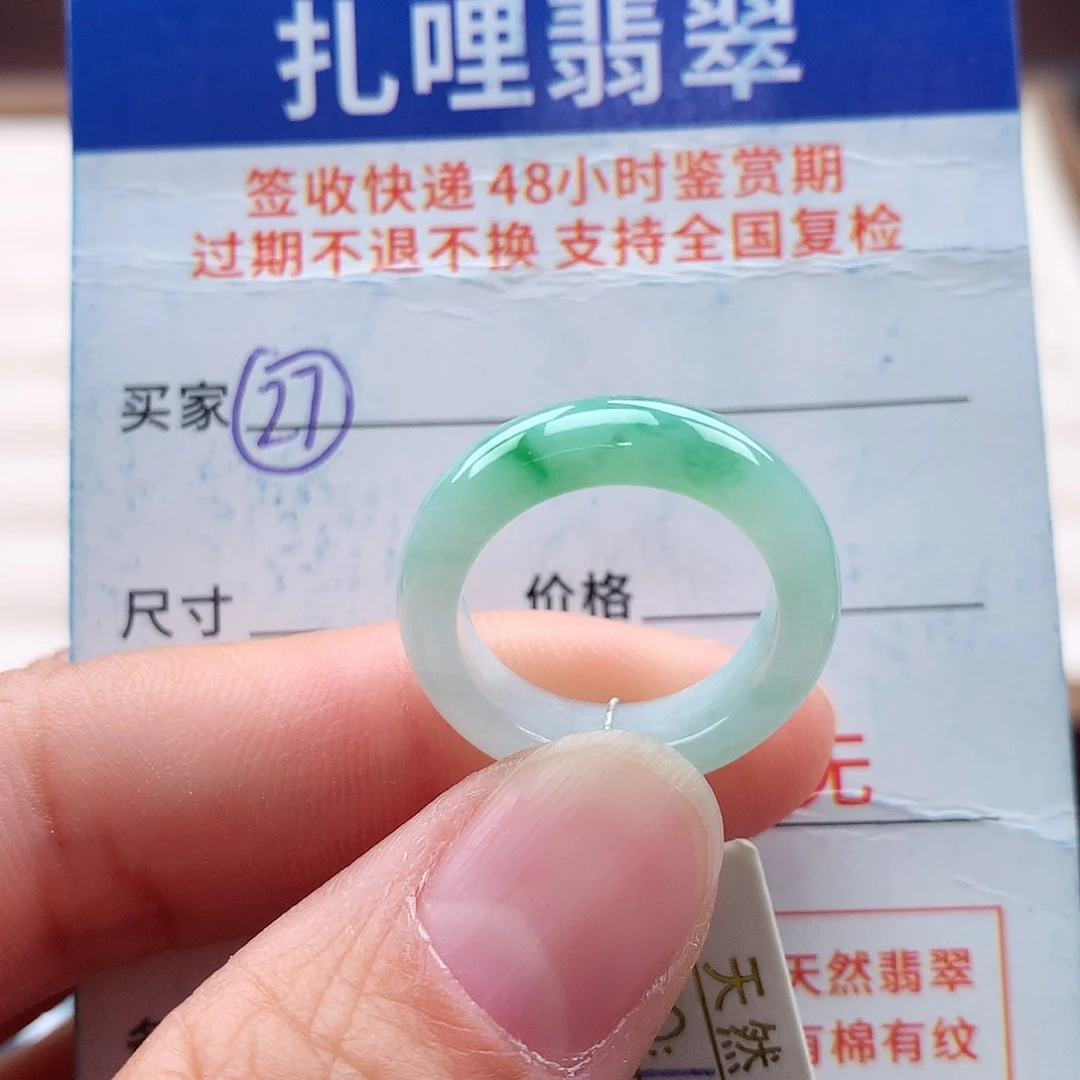 扎哩翡翠
签收快递 48小时鉴赏期
过期不退不换 支持全国复检
买家 27
尺寸 价格
元
天然翡翠
有棉有纹
天然